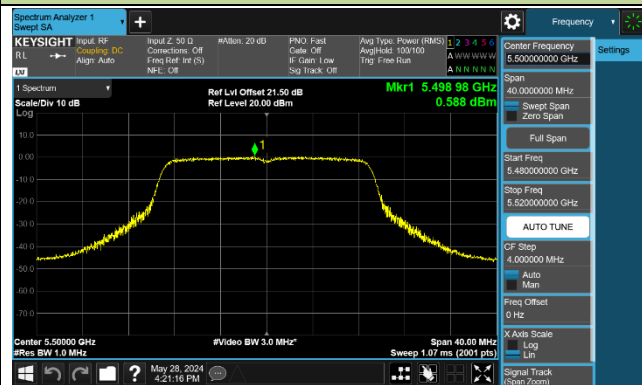 Spectrum Analyzer 1
Swept SA
Frequency
KEYSIGHT
RL
Input: RF
Coupling: DC
Align: Auto
Input Z: 50 Ω
Corrections: Off
Freq Ref: Int (S)
NFE: Off
#Atten: 20 dB
PNO: Fast
Gate: Off
IF Gain: Low
Sig Track: Off
Avg Type: Power (RMS)
Avg|Hold: 100/100
Trig: Free Run
1 2 3 4 5 6
A W W W W W
A N N N N N
1 Spectrum
Scale/Div 10 dB
Log
Ref Lvl Offset 21.50 dB
Ref Level 20.00 dBm
Mkr1 5.498 98 GHz
0.588 dBm
10.0
0.00
-10.0
-20.0
-30.0
-40.0
-50.0
-60.0
-70.0
1
Center 5.50000 GHz
#Res BW 1.0 MHz
#Video BW 3.0 MHz*
Span 40.00 MHz
Sweep 1.07 ms (2001 pts)
May 28, 2024
4:21:16 PM
Center Frequency
5.500000000 GHz
Settings
Span
40.0000000 MHz
Swept Span
Zero Span
Full Span
Start Freq
5.480000000 GHz
Stop Freq
5.520000000 GHz
AUTO TUNE
CF Step
4.000000 MHz
Auto
Man
Freq Offset
0 Hz
X Axis Scale
Log
Lin
Signal Track
(Span Zoom)